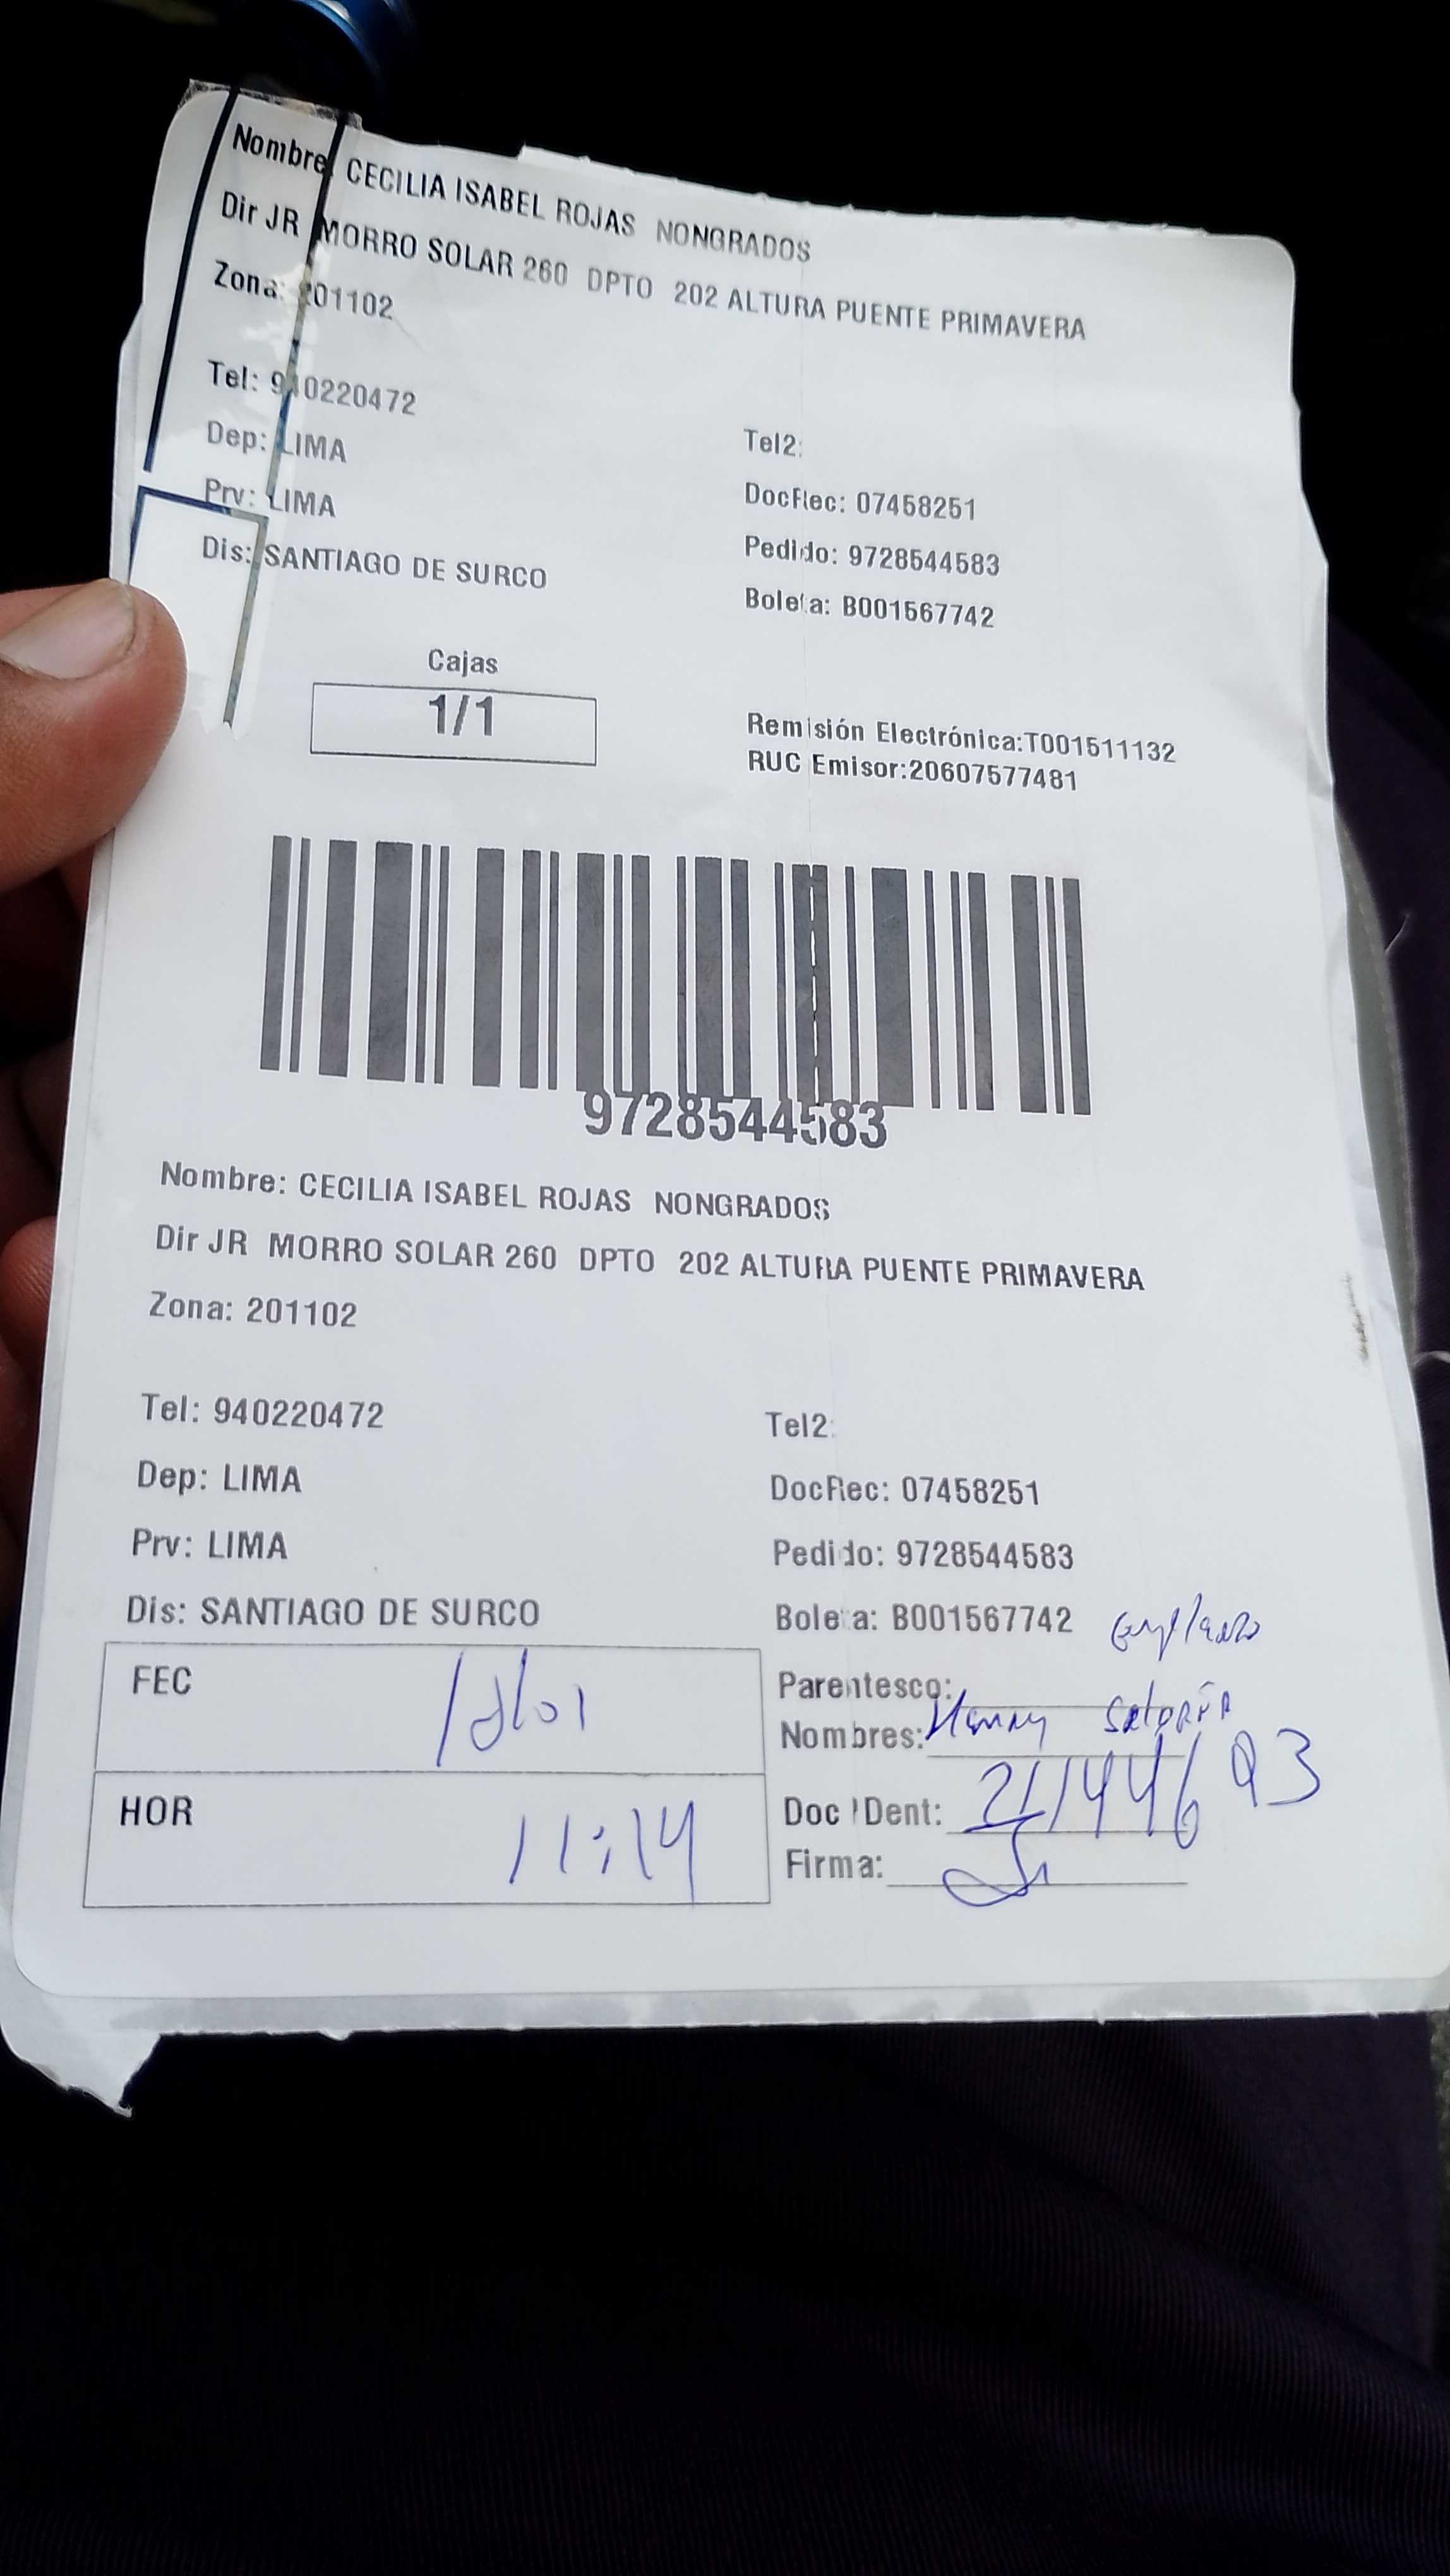 Nombre: CECILIA ISABEL ROJAS NONGRADOS
Dir JR MORRO SOLAR 260 DPTO 202 ALTURA PUENTE PRIMAVERA
Zona: 201102
Tel: 940220472
Tel2:
Dep: LIMA
DocRec: 07458251
Prv: LIMA
Pedido: 9728544583
Dis: SANTIAGO DE SURCO
Boleta: B001567742
Cajas
1/1
Remisión Electrónica:T001511132
RUC Emisor:20607577481
9728544583
Nombre: CECILIA ISABEL ROJAS NONGRADOS
Dir JR MORRO SOLAR 260 DPTO 202 ALTURA PUENTE PRIMAVERA
Zona: 201102
Tel: 940220472
Tel2:
Dep: LIMA
DocRec: 07458251
Prv: LIMA
Pedido: 9728544583
Dis: SANTIAGO DE SURCO
Boleta: B001567742
FEC
Parentesco:
Nombres:
HOR 11:14
Doc IDent: 21144693
Firma: